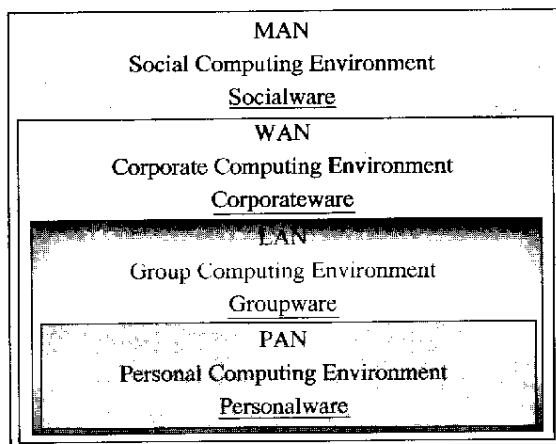 MAN
Social Computing Environment
Socialware
WAN
Corporate Computing Environment
Corporateware
LAN
Group Computing Environment
Groupware
PAN
Personal Computing Environment
Personalware